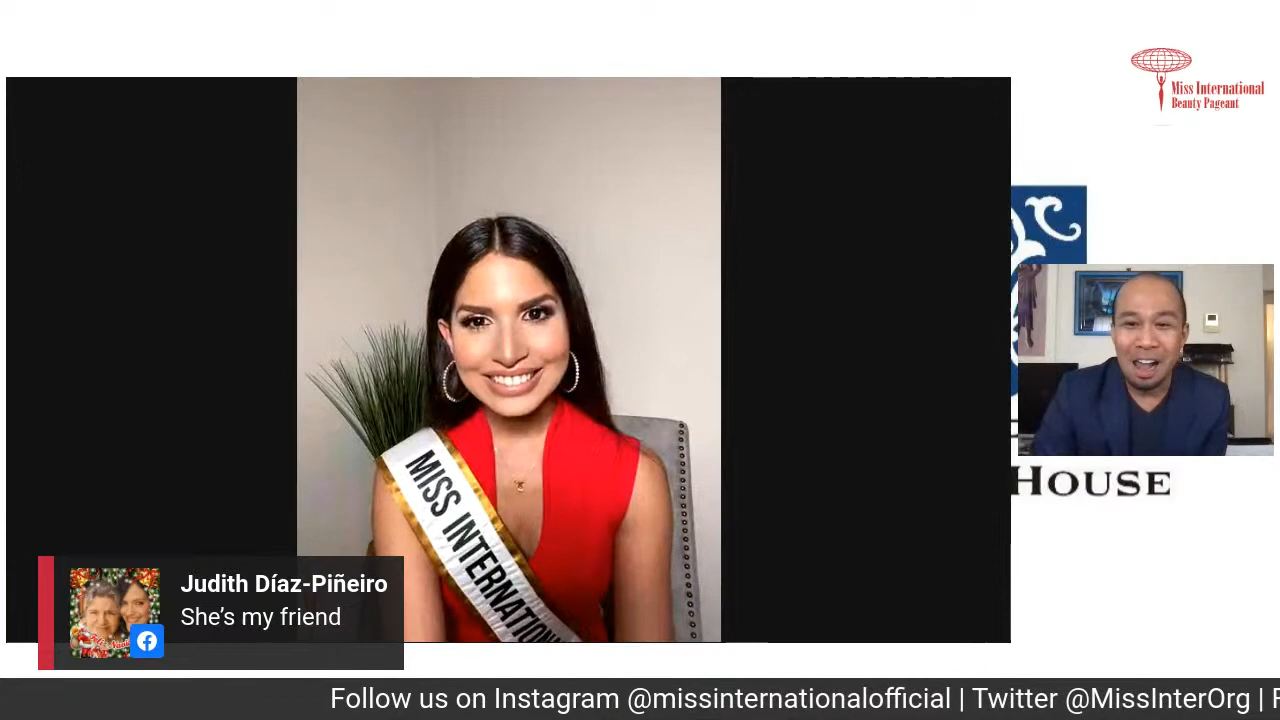 Miss International
Beauty Pageant
HOUSE
MISS INTERNATION
Judith Díaz-Piñeiro
She's my friend
Follow us on Instagram @missinternationalofficial | Twitter @MissInterOrg |